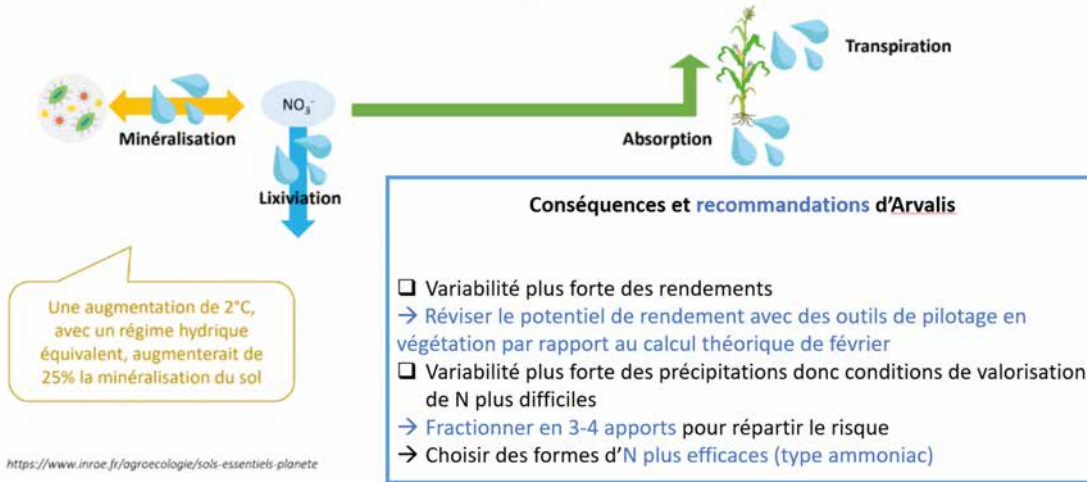 Transpiration
NO₃⁻
Minéralisation
Absorption
Lixiviation
Conséquences et recommandations d'Arvalis
❑ Variabilité plus forte des rendements
→ Réviser le potentiel de rendement avec des outils de pilotage en
végétation par rapport au calcul théorique de février
❑ Variabilité plus forte des précipitations donc conditions de valorisation
de N plus difficiles
→ Fractionner en 3-4 apports pour répartir le risque
→ Choisir des formes d'N plus efficaces (type ammoniac)
Une augmentation de 2°C,
avec un régime hydrique
équivalent, augmenterait de
25% la minéralisation du sol
https://www.inrae.fr/agroecologie/sols-essentiels-planete